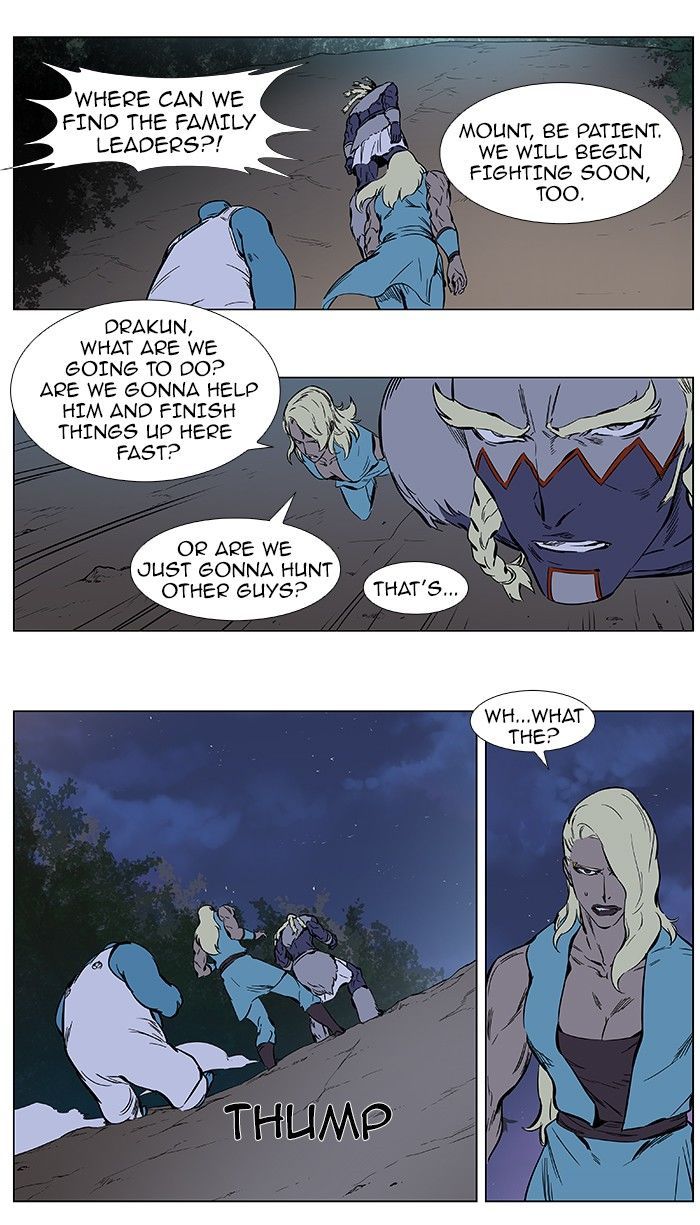 WHERE CAN WE
FIND THE FAMILY
LEADERS?!
MOUNT, BE PATIENT.
WE WILL BEGIN
FIGHTING SOON,
TOO.
DRAKUN,
WHAT ARE WE
GOING TO DO?
ARE WE GONNA HELP
HIM AND FINISH
THINGS UP HERE
FAST?
OR ARE WE
JUST GONNA HUNT
OTHER GUYS?
THAT'S...
WH...WHAT
THE?
THUMP